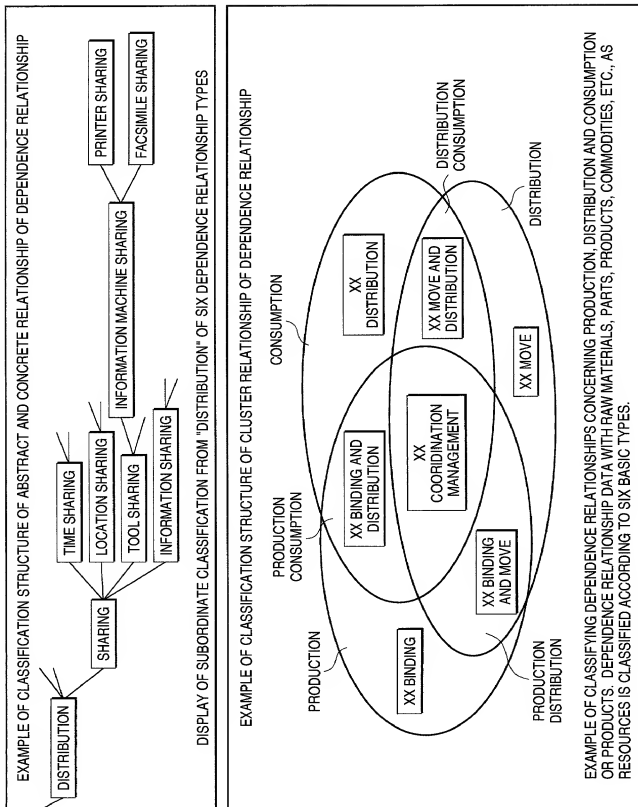 EXAMPLE OF CLASSIFICATION STRUCTURE OF ABSTRACT AND CONCRETE RELATIONSHIP OF DEPENDENCE RELATIONSHIP
DISTRIBUTION
SHARING
TIME SHARING
LOCATION SHARING
TOOL SHARING
INFORMATION SHARING
INFORMATION MACHINE SHARING
PRINTER SHARING
FACSIMILE SHARING
DISPLAY OF SUBORDINATE CLASSIFICATION FROM "DISTRIBUTION" OF SIX DEPENDENCE RELATIONSHIP TYPES
EXAMPLE OF CLASSIFICATION STRUCTURE OF CLUSTER RELATIONSHIP OF DEPENDENCE RELATIONSHIP
PRODUCTION
PRODUCTION
CONSUMPTION
CONSUMPTION
XX BINDING
XX BINDING AND
DISTRIBUTION
XX
DISTRIBUTION
XX
COORDINATION
MANAGEMENT
XX MOVE AND
DISTRIBUTION
DISTRIBUTION
CONSUMPTION
XX BINDING
AND MOVE
XX MOVE
PRODUCTION
DISTRIBUTION
DISTRIBUTION
EXAMPLE OF CLASSIFYING DEPENDENCE RELATIONSHIPS CONCERNING PRODUCTION, DISTRIBUTION AND CONSUMPTION
OR PRODUCTS. DEPENDENCE RELATIONSHIP DATA WITH RAW MATERIALS, PARTS, PRODUCTS, COMMODITIES, ETC., AS
RESOURCES IS CLASSIFIED ACCORDING TO SIX BASIC TYPES.